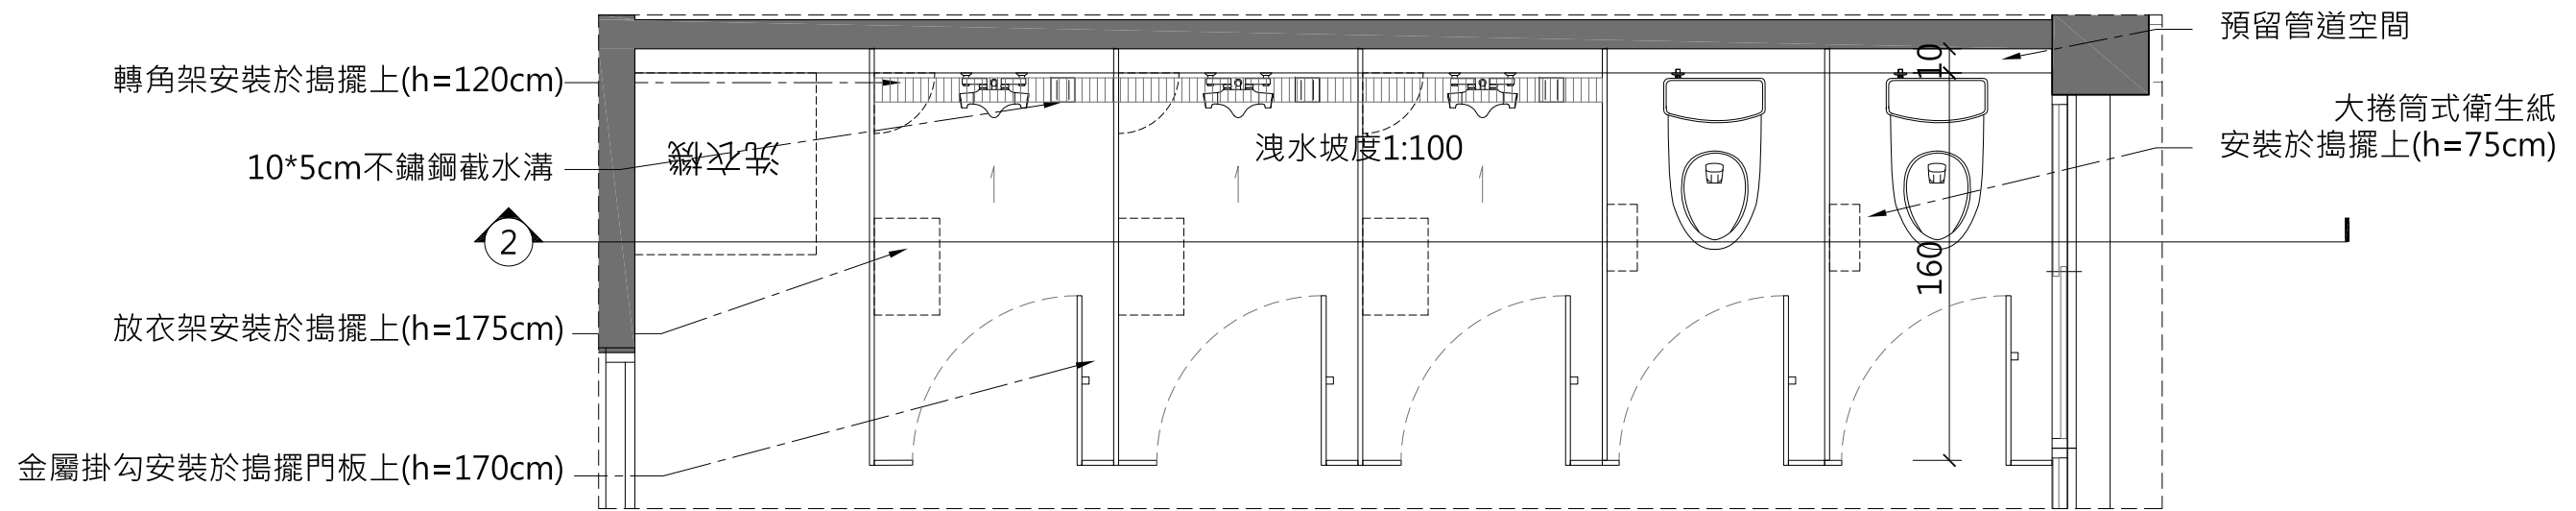 預留管道空間
10
轉角架安裝於搗擺上(h=120cm)
大捲筒式衛生紙
安裝於搗擺上(h=75cm)
洩水坡度1:100
洗衣機
10*5cm不鏽鋼截水溝
2
160
放衣架安裝於搗擺上(h=175cm)
金屬掛勾安裝於搗擺門板上(h=170cm)